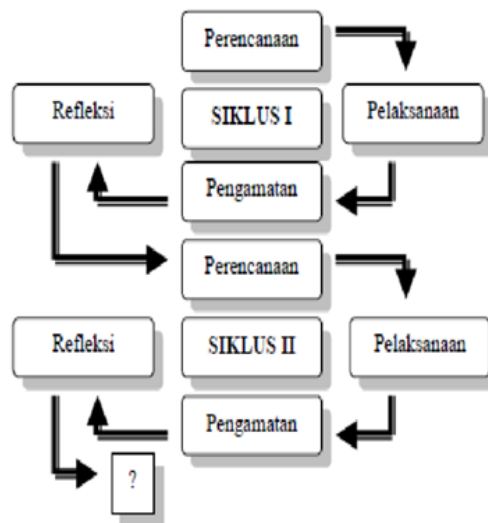 Perencanaan
Refleksi
SIKLUS I
Pelaksanaan
Pengamatan
Perencanaan
Refleksi
SIKLUS II
Pelaksanaan
Pengamatan
?